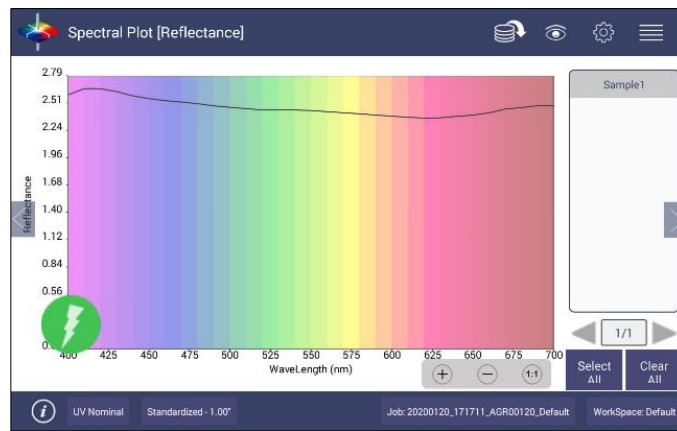 Spectral Plot [Reflectance]
2.79
2.51
2.24
1.96
1.68
1.40
1.12
0.84
0.56
Reflectance
400 425 450 475 500 525 550 575 600 625 650 675 700
WaveLength (nm)
1:1
Sample1
1/1
Select
All
Clear
All
i
UV Nominal
Standardized - 1.00"
Job: 20200120_171711_AGR00120_Default
WorkSpace: Default